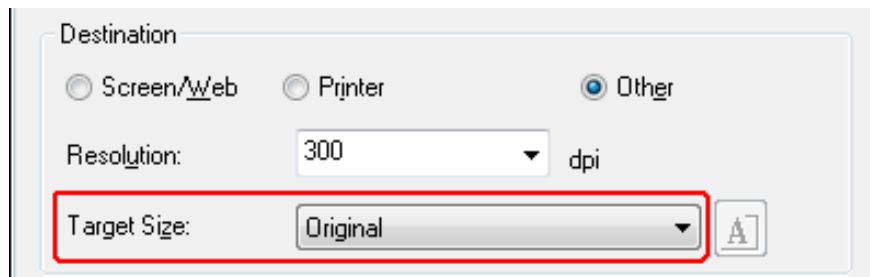 Destination
Screen/Web Printer Other
Resolution: 300 dpi
Target Size: Original A